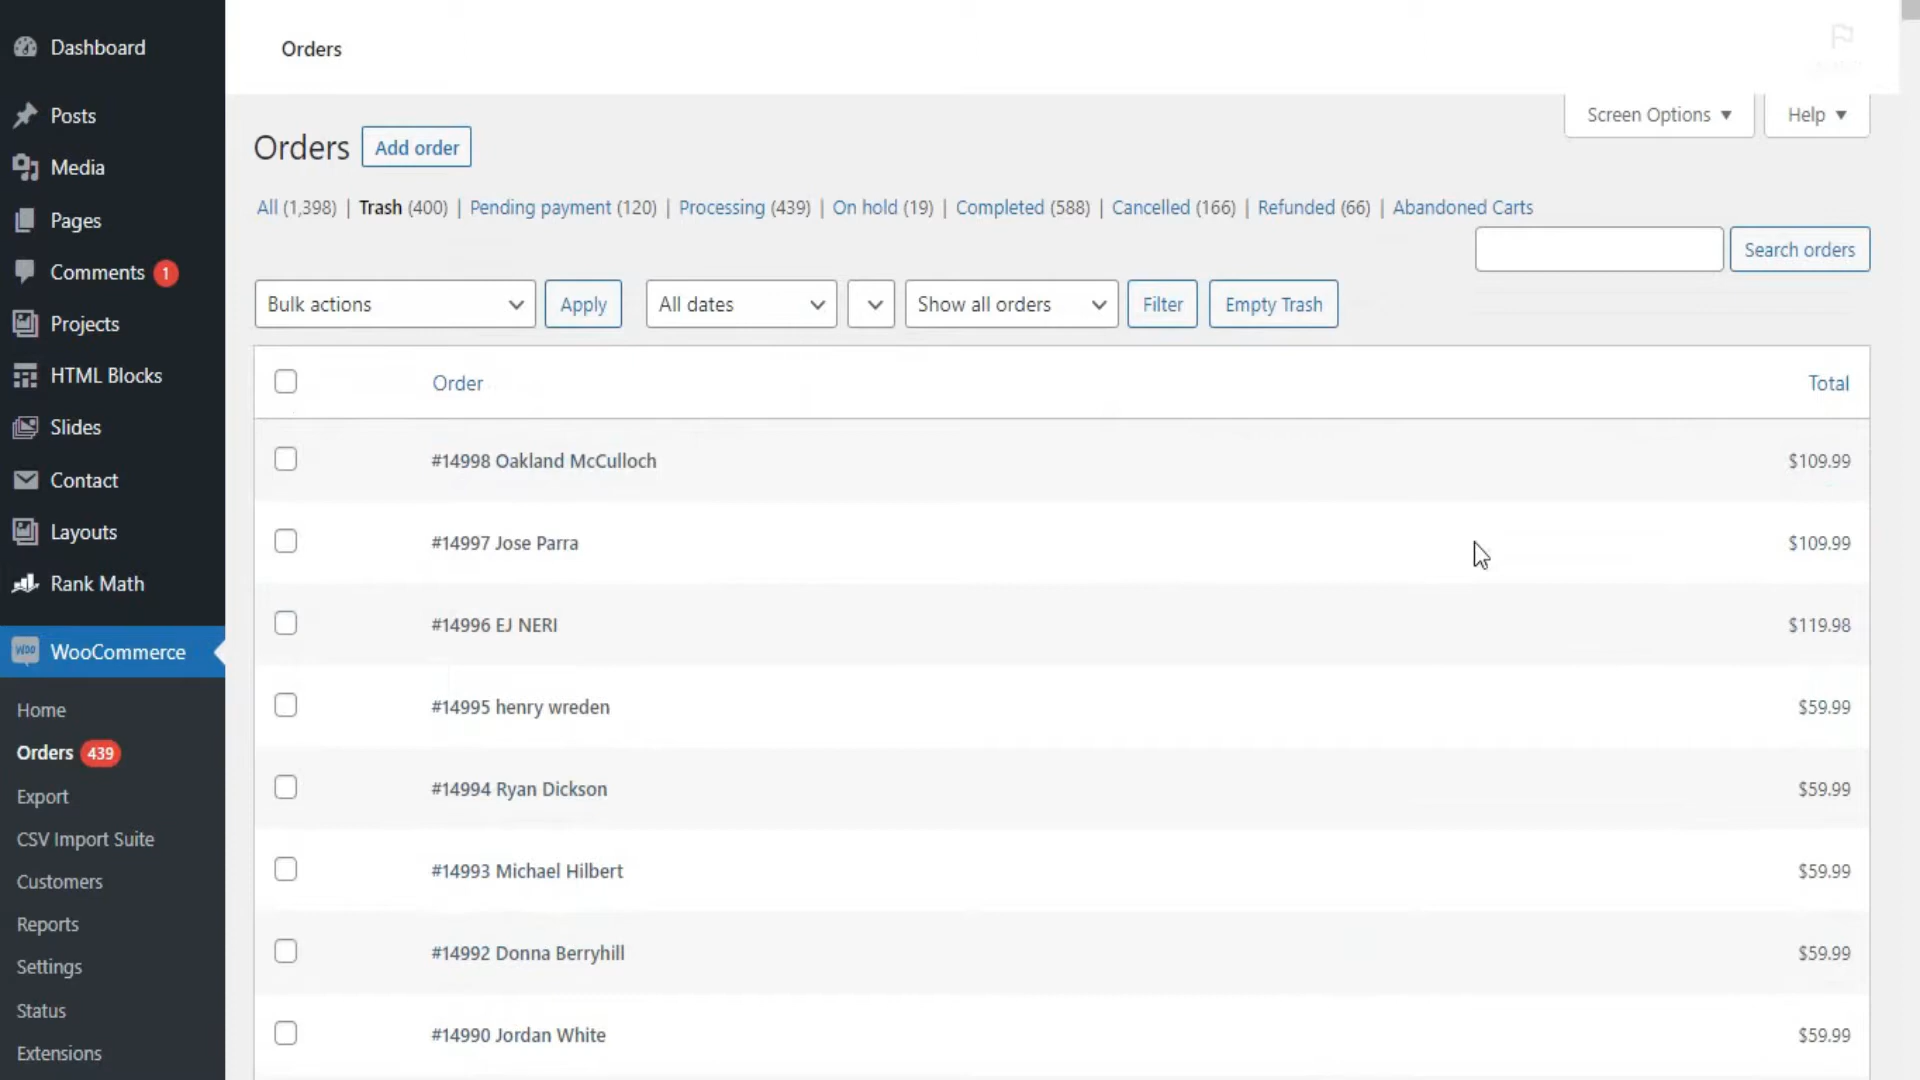 Dashboard
Posts
Media
Pages
Comments 1
Projects
HTML Blocks
Slides
Contact
Layouts
Rank Math
WooCommerce
Home
Orders 439
Export
CSV Import Suite
Customers
Reports
Settings
Status
Extensions
Orders
Screen Options ▼ Help ▼
Orders Add order
All (1,398) | Trash (400) | Pending payment (120) | Processing (439) | On hold (19) | Completed (588) | Cancelled (166) | Refunded (66) | Abandoned Carts
Search orders
Bulk actions Apply All dates Show all orders Filter Empty Trash
Order Total
#14998 Oakland McCulloch $109.99
#14997 Jose Parra $109.99
#14996 EJ NERI $119.98
#14995 henry wreden $59.99
#14994 Ryan Dickson $59.99
#14993 Michael Hilbert $59.99
#14992 Donna Berryhill $59.99
#14990 Jordan White $59.99